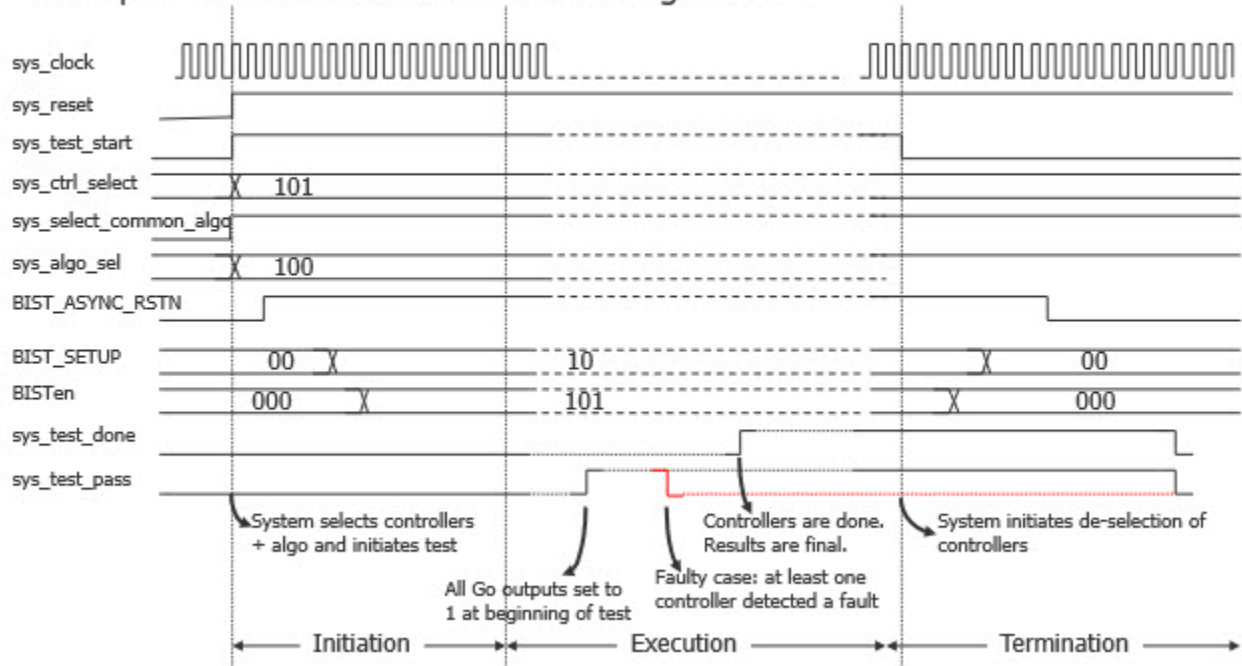 sys_clock
sys_reset
sys_test_start
sys_ctrl_select 101
sys_select_common_algo
sys_algo_sel 100
BIST_ASYNC_RSTN
BIST_SETUP 00 10 00
BISTen 000 101 000
sys_test_done
sys_test_pass
System selects controllers
+ algo and initiates test
All Go outputs set to
1 at beginning of test
Faulty case: at least one
controller detected a fault
Controllers are done.
Results are final.
System initiates de-selection of
controllers
Initiation Execution Termination